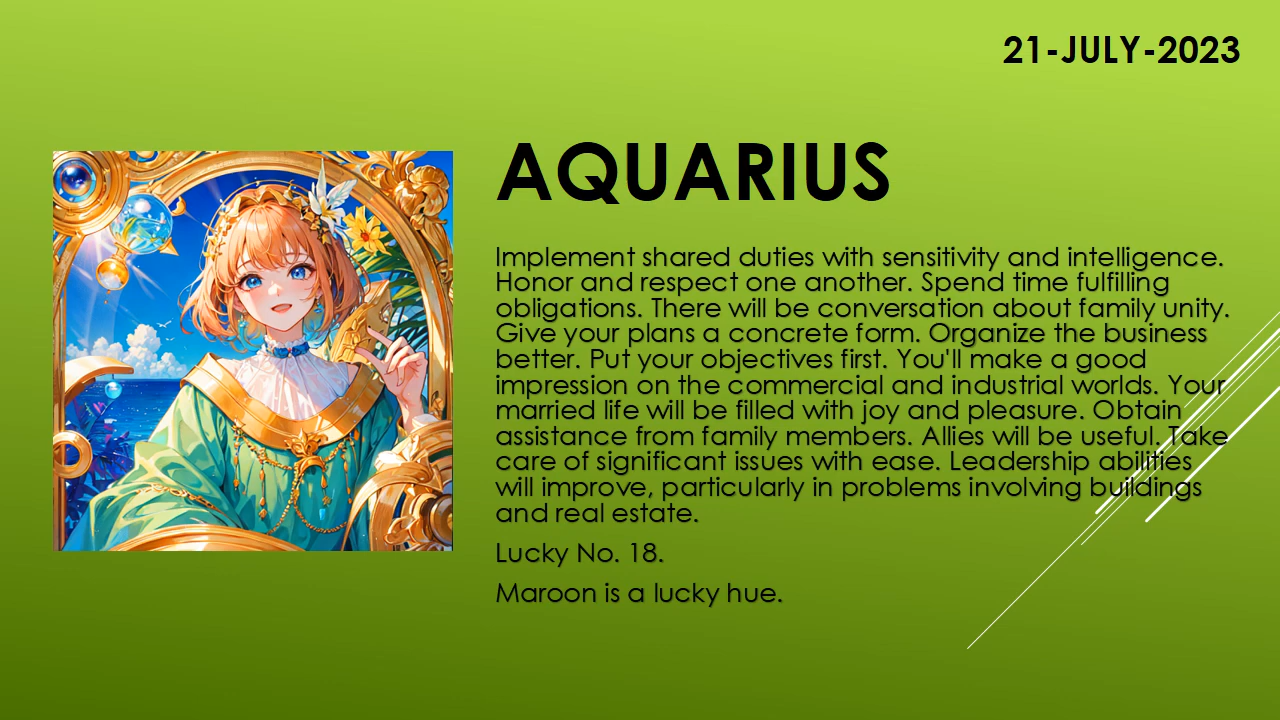 21-JULY-2023
AQUARIUS
Implement shared duties with sensitivity and intelligence.
Honor and respect one another. Spend time fulfilling
obligations. There will be conversation about family unity.
Give your plans a concrete form. Organize the business
better. Put your objectives first. You'll make a good
impression on the commercial and industrial worlds. Your
married life will be filled with joy and pleasure. Obtain
assistance from family members. Allies will be useful. Take
care of significant issues with ease. Leadership abilities
will improve, particularly in problems involving buildings
and real estate.
Lucky No. 18.
Maroon is a lucky hue.